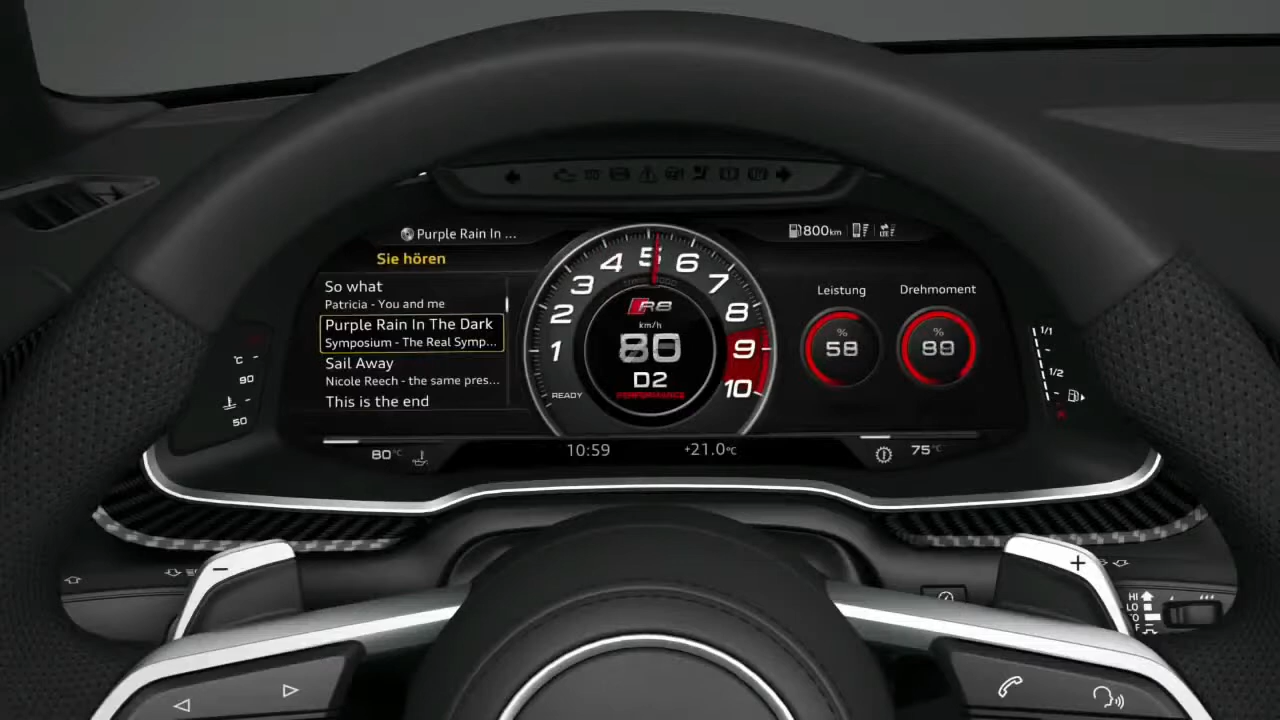 Purple Rain In ...
800km
Sie hören
So what
Patricia - You and me
Purple Rain In The Dark
Symposium - The Real Symp...
Sail Away
Nicole Reech - the same pres...
This is the end
1
2
3
4
5
6
7
8
9
10
READY
R8
km/h
80
D2
PERFORMANCE
Leistung
%
58
Drehmoment
%
89
°C
90
50
1/1
1/2
80°C
10:59
+21.0°C
75°C
−
+
HI
LO